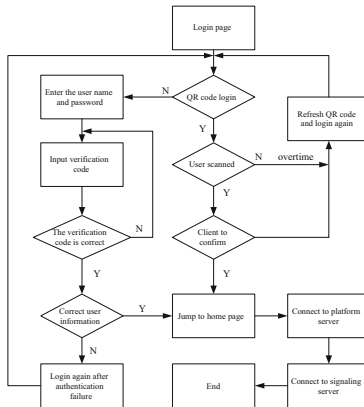 Login page
QR code login
N
Y
Enter the user name
and password
Refresh QR code
and login again
Input verification
code
User scanned
N
overtime
Y
The verification
code is correct
N
Y
Client to
confirm
Y
Correct user
information
Y
N
Jump to home page
Connect to platform
server
Login again after
authentication
failure
End
Connect to signaling
server